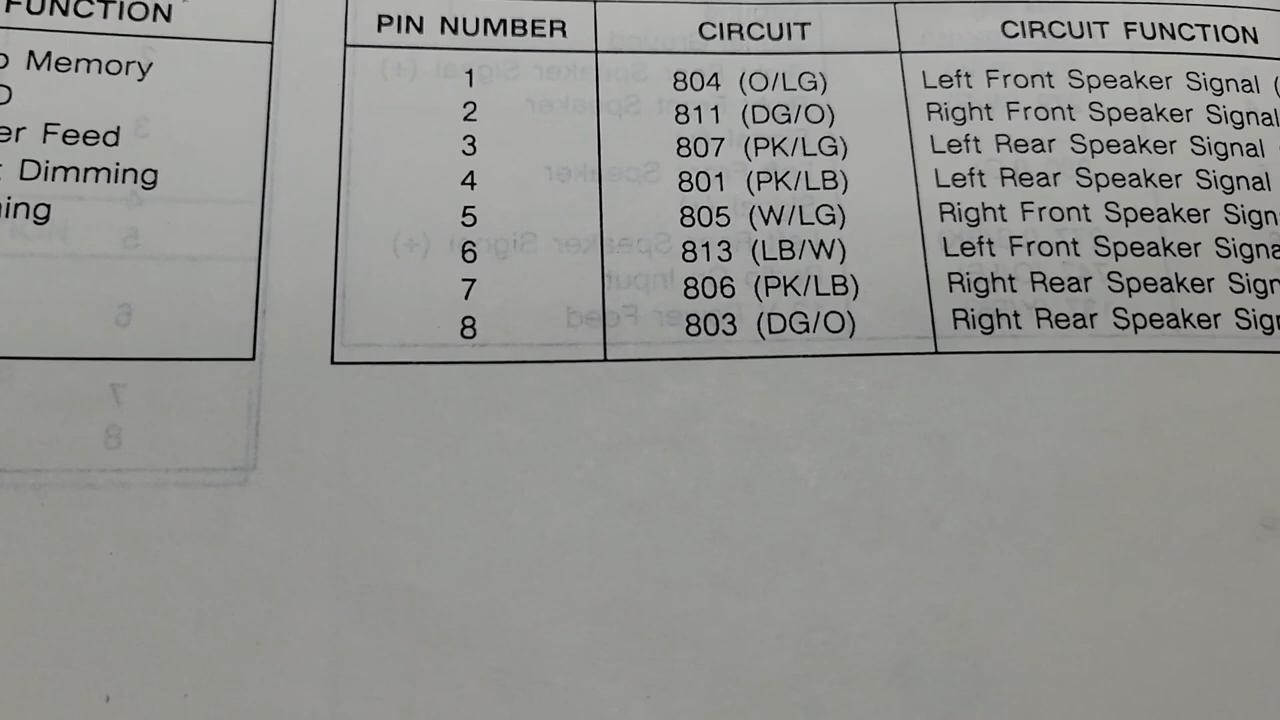 FUNCTION
Memory
er Feed
Dimming
ing
PIN NUMBER CIRCUIT CIRCUIT FUNCTION
1 804 (O/LG) Left Front Speaker Signal (
2 811 (DG/O) Right Front Speaker Signal
3 807 (PK/LG) Left Rear Speaker Signal
4 801 (PK/LB) Left Rear Speaker Signal
5 805 (W/LG) Right Front Speaker Sign
6 813 (LB/W) Left Front Speaker Signa
7 806 (PK/LB) Right Rear Speaker Sign
8 803 (DG/O) Right Rear Speaker Sig